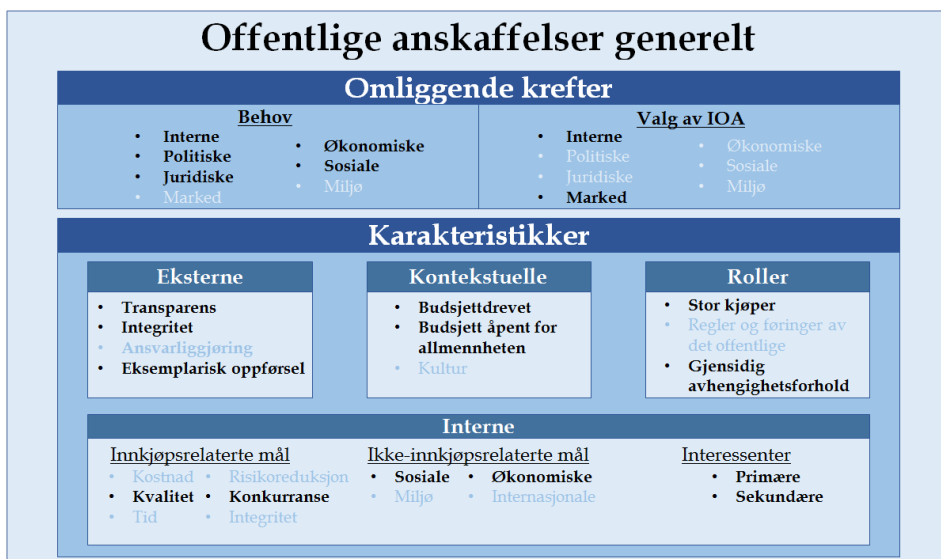 Offentlige anskaffelser generelt
Omliggende krefter
Behov
• Interne
• Politiske
• Juridiske
• Marked
• Økonomiske
• Sosiale
• Miljø
Valg av IOA
• Interne
• Politiske
• Juridiske
• Marked
• Økonomiske
• Sosiale
• Miljø
Karakteristikker
Eksterne
• Transparens
• Integritet
• Ansvarliggjøring
• Eksemplarisk oppførsel
Kontekstuelle
• Budsjettdrevet
• Budsjett åpent for
allmennheten
• Kultur
Roller
• Stor kjøper
• Regler og føringer av
det offentlige
• Gjensidig
avhengighetsforhold
Interne
Innkjøpsrelaterte mål
• Kostnad • Risikoreduksjon
• Kvalitet • Konkurranse
• Tid • Integritet
Ikke-innkjøpsrelaterte mål
• Sosiale • Økonomiske
• Miljø • Internasjonale
Interessenter
• Primære
• Sekundære